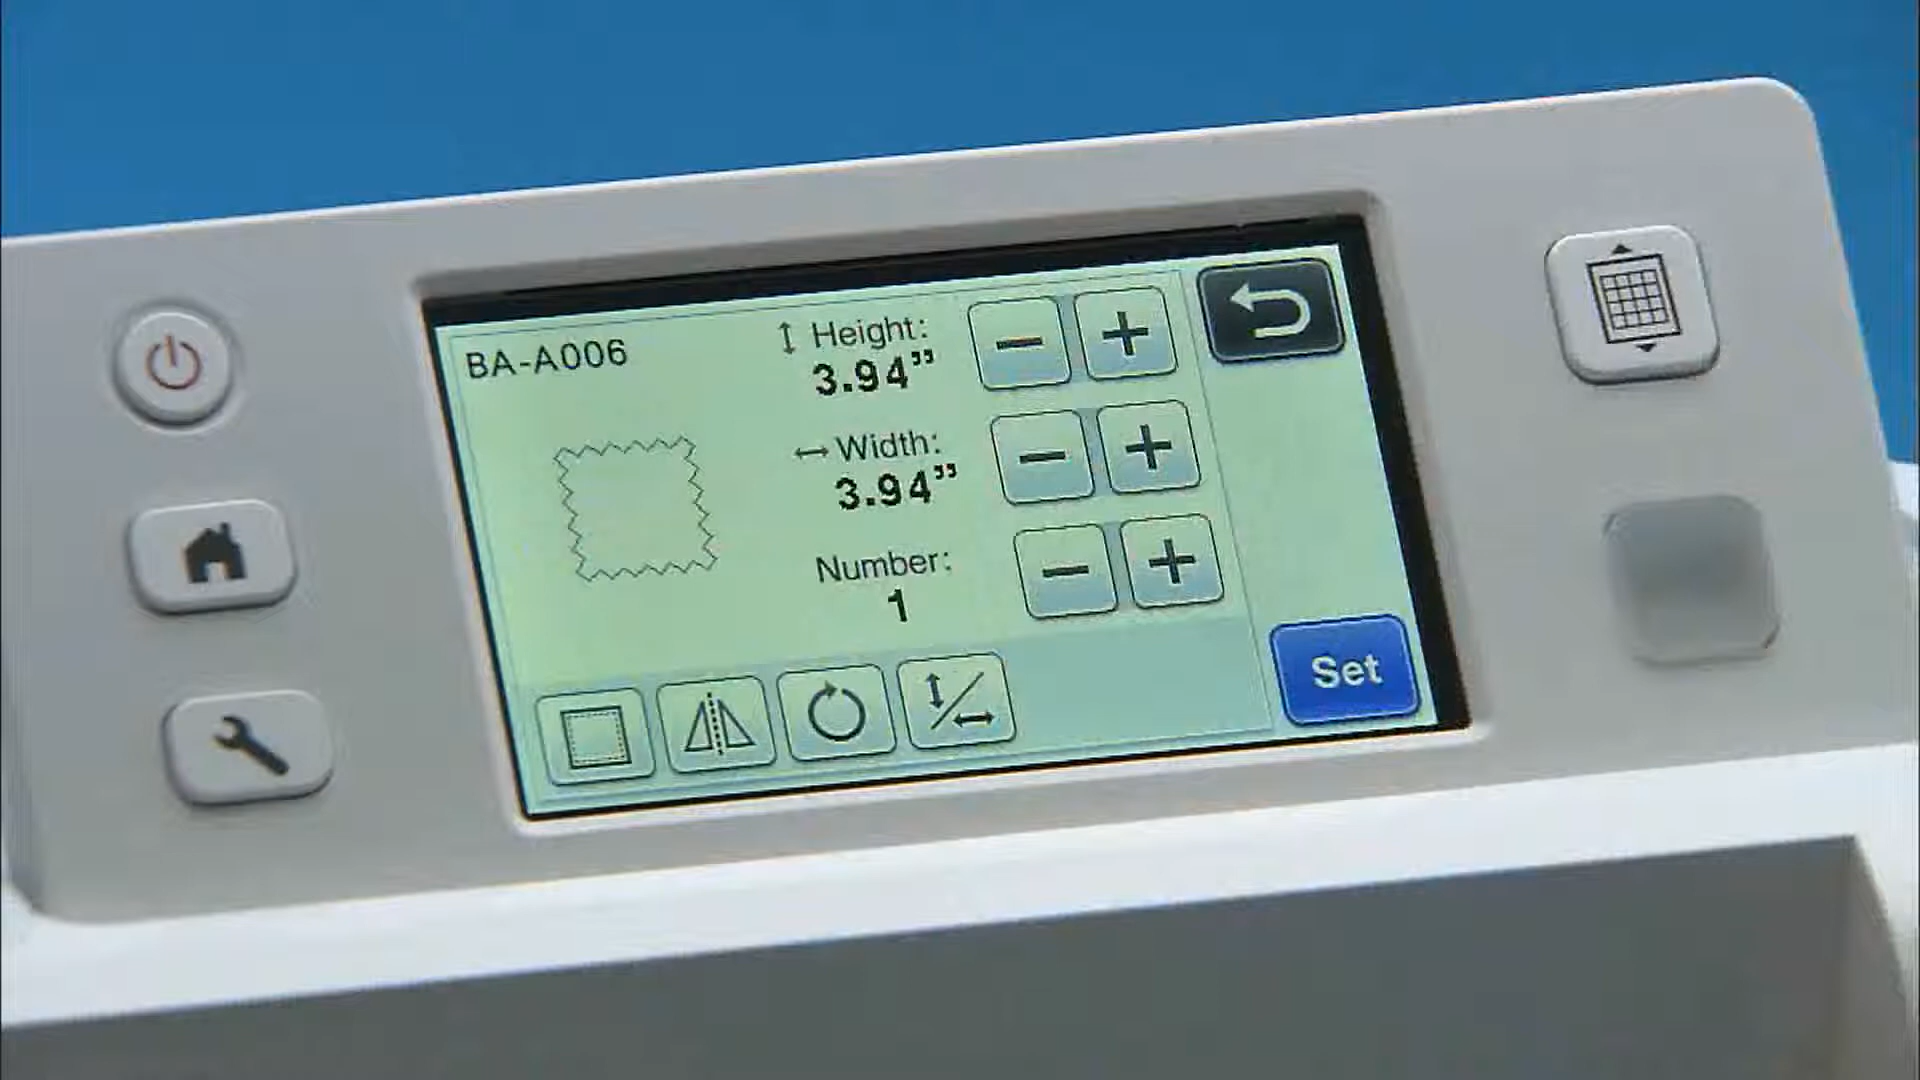 BA-A006
Height:
3.94”
Width:
3.94”
Number:
1
Set